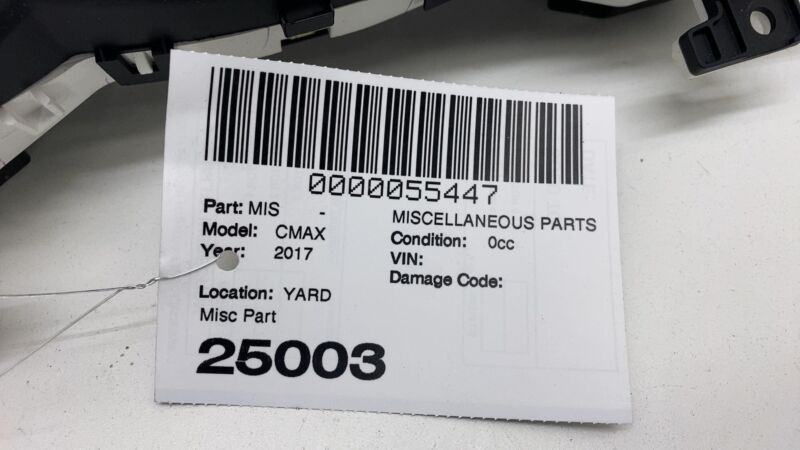 0000055447
Part: MIS - MISCELLANEOUS PARTS
Model: CMAX Condition: 0cc
Year: 2017 VIN:
Damage Code:
Location: YARD
Misc Part
25003